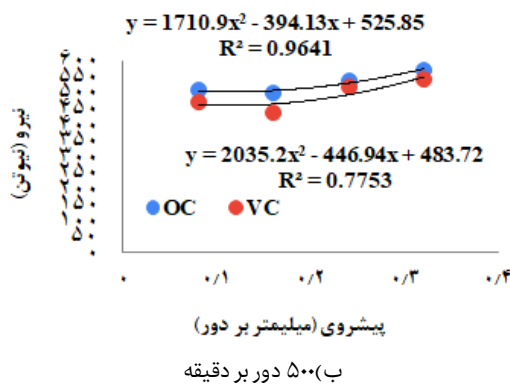 y = 1710.9x² - 394.13x + 525.85
R² = 0.9641
نیرو (نیوتن)
y = 2035.2x² - 446.94x + 483.72
R² = 0.7753
OC VC
۰ ۰/۱ ۰/۲ ۰/۳ ۰/۴
پیشروی (میلیمتر بر دور)
ب)۵۰۰ دور بر دقیقه